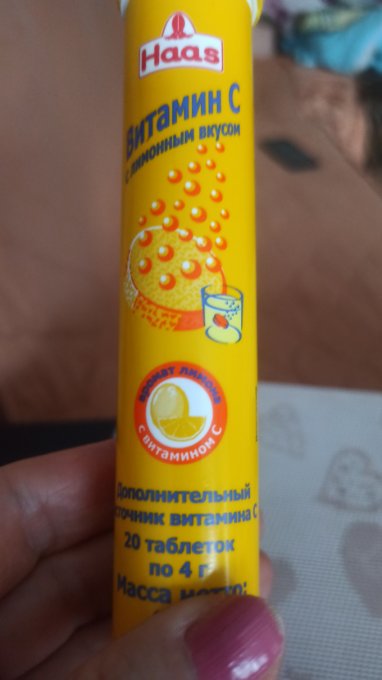 Haas
Витамин С
с лимонным вкусом
аромат лимона
с витамином С
Дополнительный
источник витамина С
20 таблеток
по 4 г
Масса нетто: